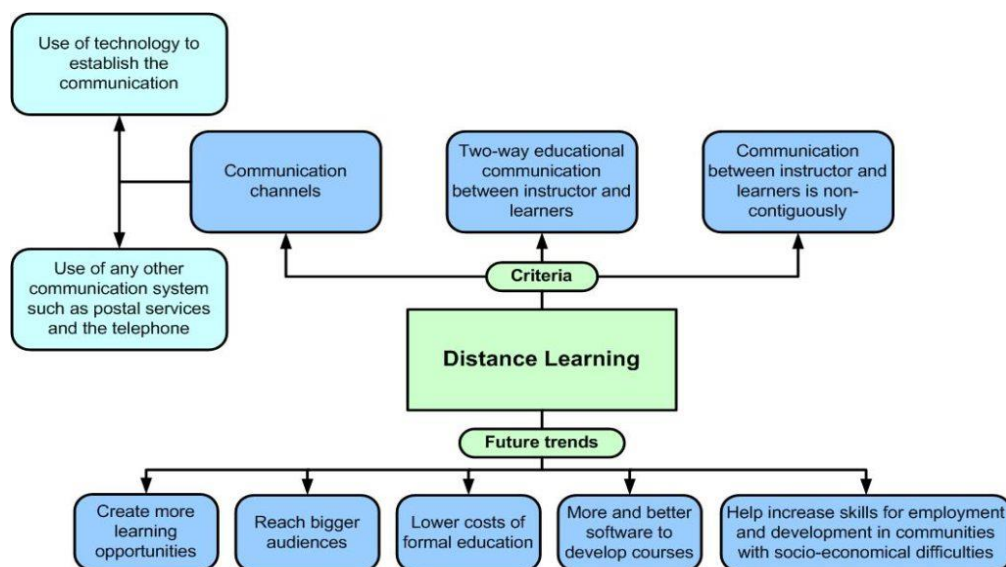 Use of technology to
establish the
communication
Communication
channels
Two-way educational
communication
between instructor and
learners
Communication
between instructor and
learners is non-
contiguously
Use of any other
communication system
such as postal services
and the telephone
Criteria
Distance Learning
Future trends
Create more
learning
opportunities
Reach bigger
audiences
Lower costs of
formal education
More and better
software to
develop courses
Help increase skills for employment
and development in communities
with socio-economical difficulties